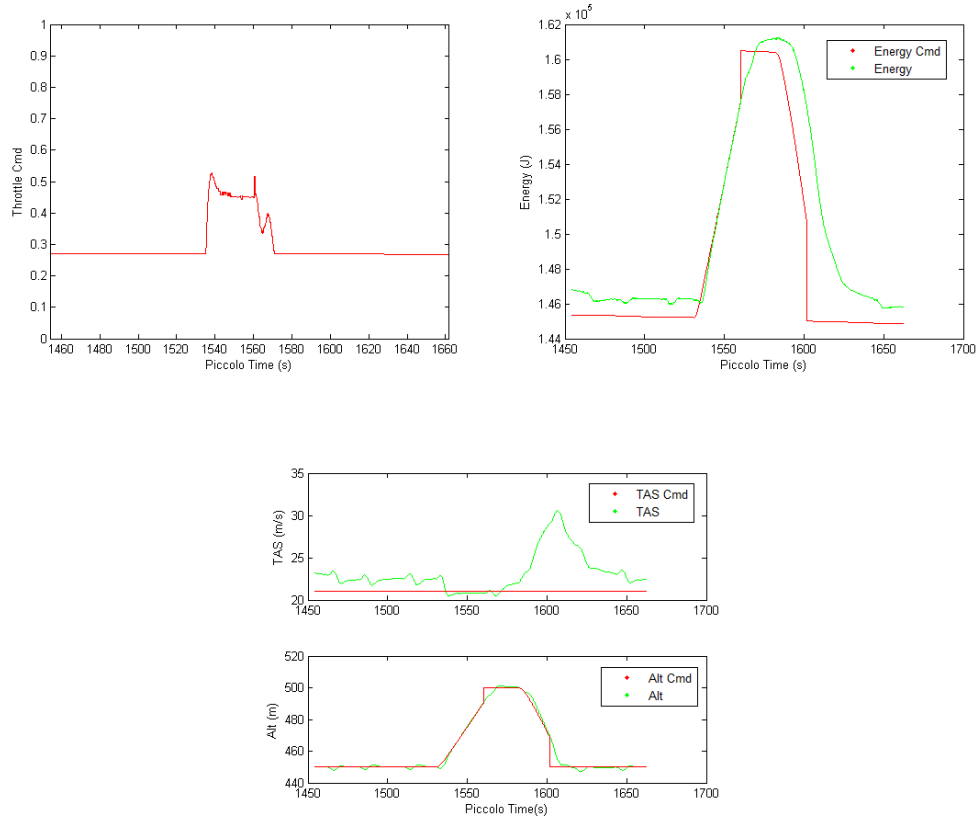 1
0.9
0.8
0.7
0.6
0.5
0.4
0.3
0.2
0.1
0
Throttle Cmd
1460 1480 1500 1520 1540 1560 1580 1600 1620 1640 1660
Piccolo Time (s)
x 10^5
1.62
1.6
1.58
1.56
1.54
1.52
1.5
1.48
1.46
1.44
Energy (J)
Energy Cmd
Energy
1450 1500 1550 1600 1650 1700
Piccolo Time (s)
35
30
25
20
TAS (m/s)
TAS Cmd
TAS
1450 1500 1550 1600 1650 1700
520
500
480
460
440
Alt (m)
Alt Cmd
Alt
1450 1500 1550 1600 1650 1700
Piccolo Time(s)